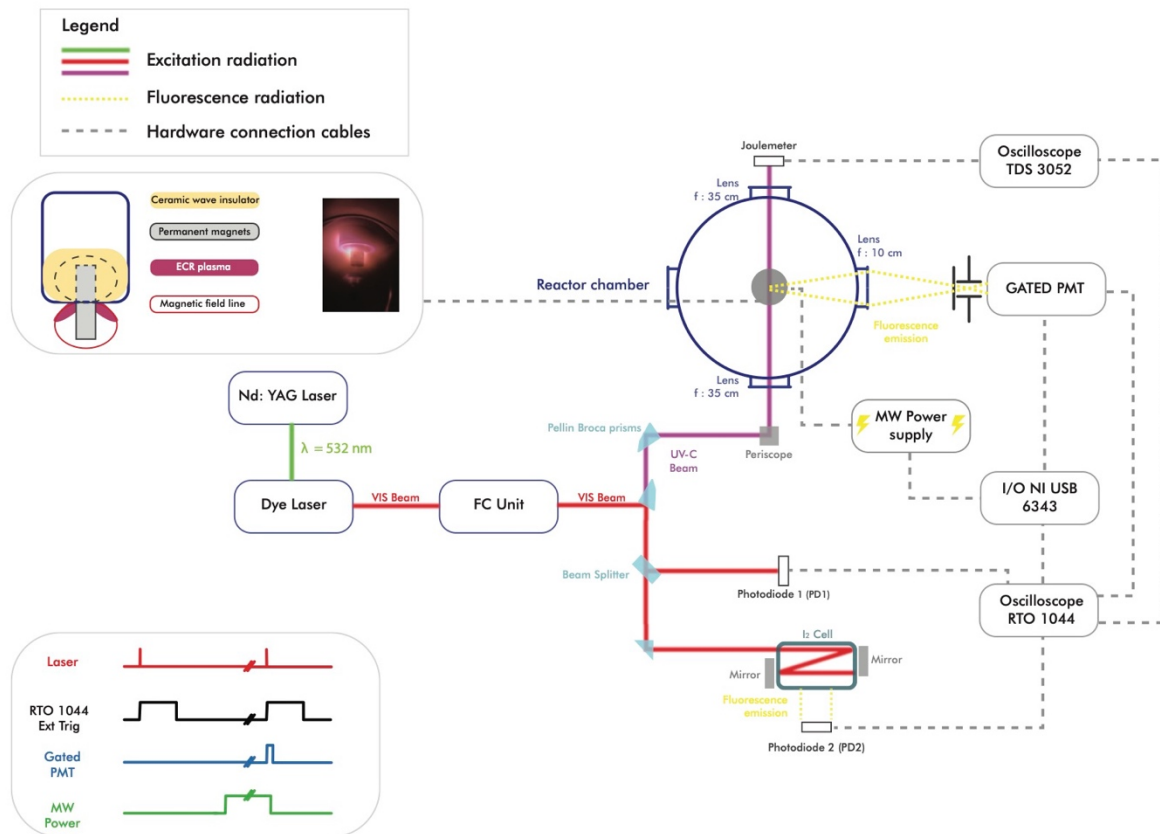 Legend
Excitation radiation
Fluorescence radiation
Hardware connection cables
Ceramic wave insulator
Permanent magnets
ECR plasma
Magnetic field line
Joulemeter
Oscilloscope
TDS 3052
Lens
f : 35 cm
Lens
f : 10 cm
Reactor chamber
GATED PMT
Fluorescence
emission
Lens
f : 35 cm
Nd: YAG Laser
λ = 532 nm
Pellin Broca prisms
UV-C
Beam
Periscope
MW Power
supply
Dye Laser
VIS Beam
FC Unit
VIS Beam
I/O NI USB
6343
Beam Splitter
Photodiode 1 (PD1)
Oscilloscope
RTO 1044
I₂ Cell
Mirror
Mirror
Fluorescence
emission
Photodiode 2 (PD2)
Laser
RTO 1044
Ext Trig
Gated
PMT
MW
Power